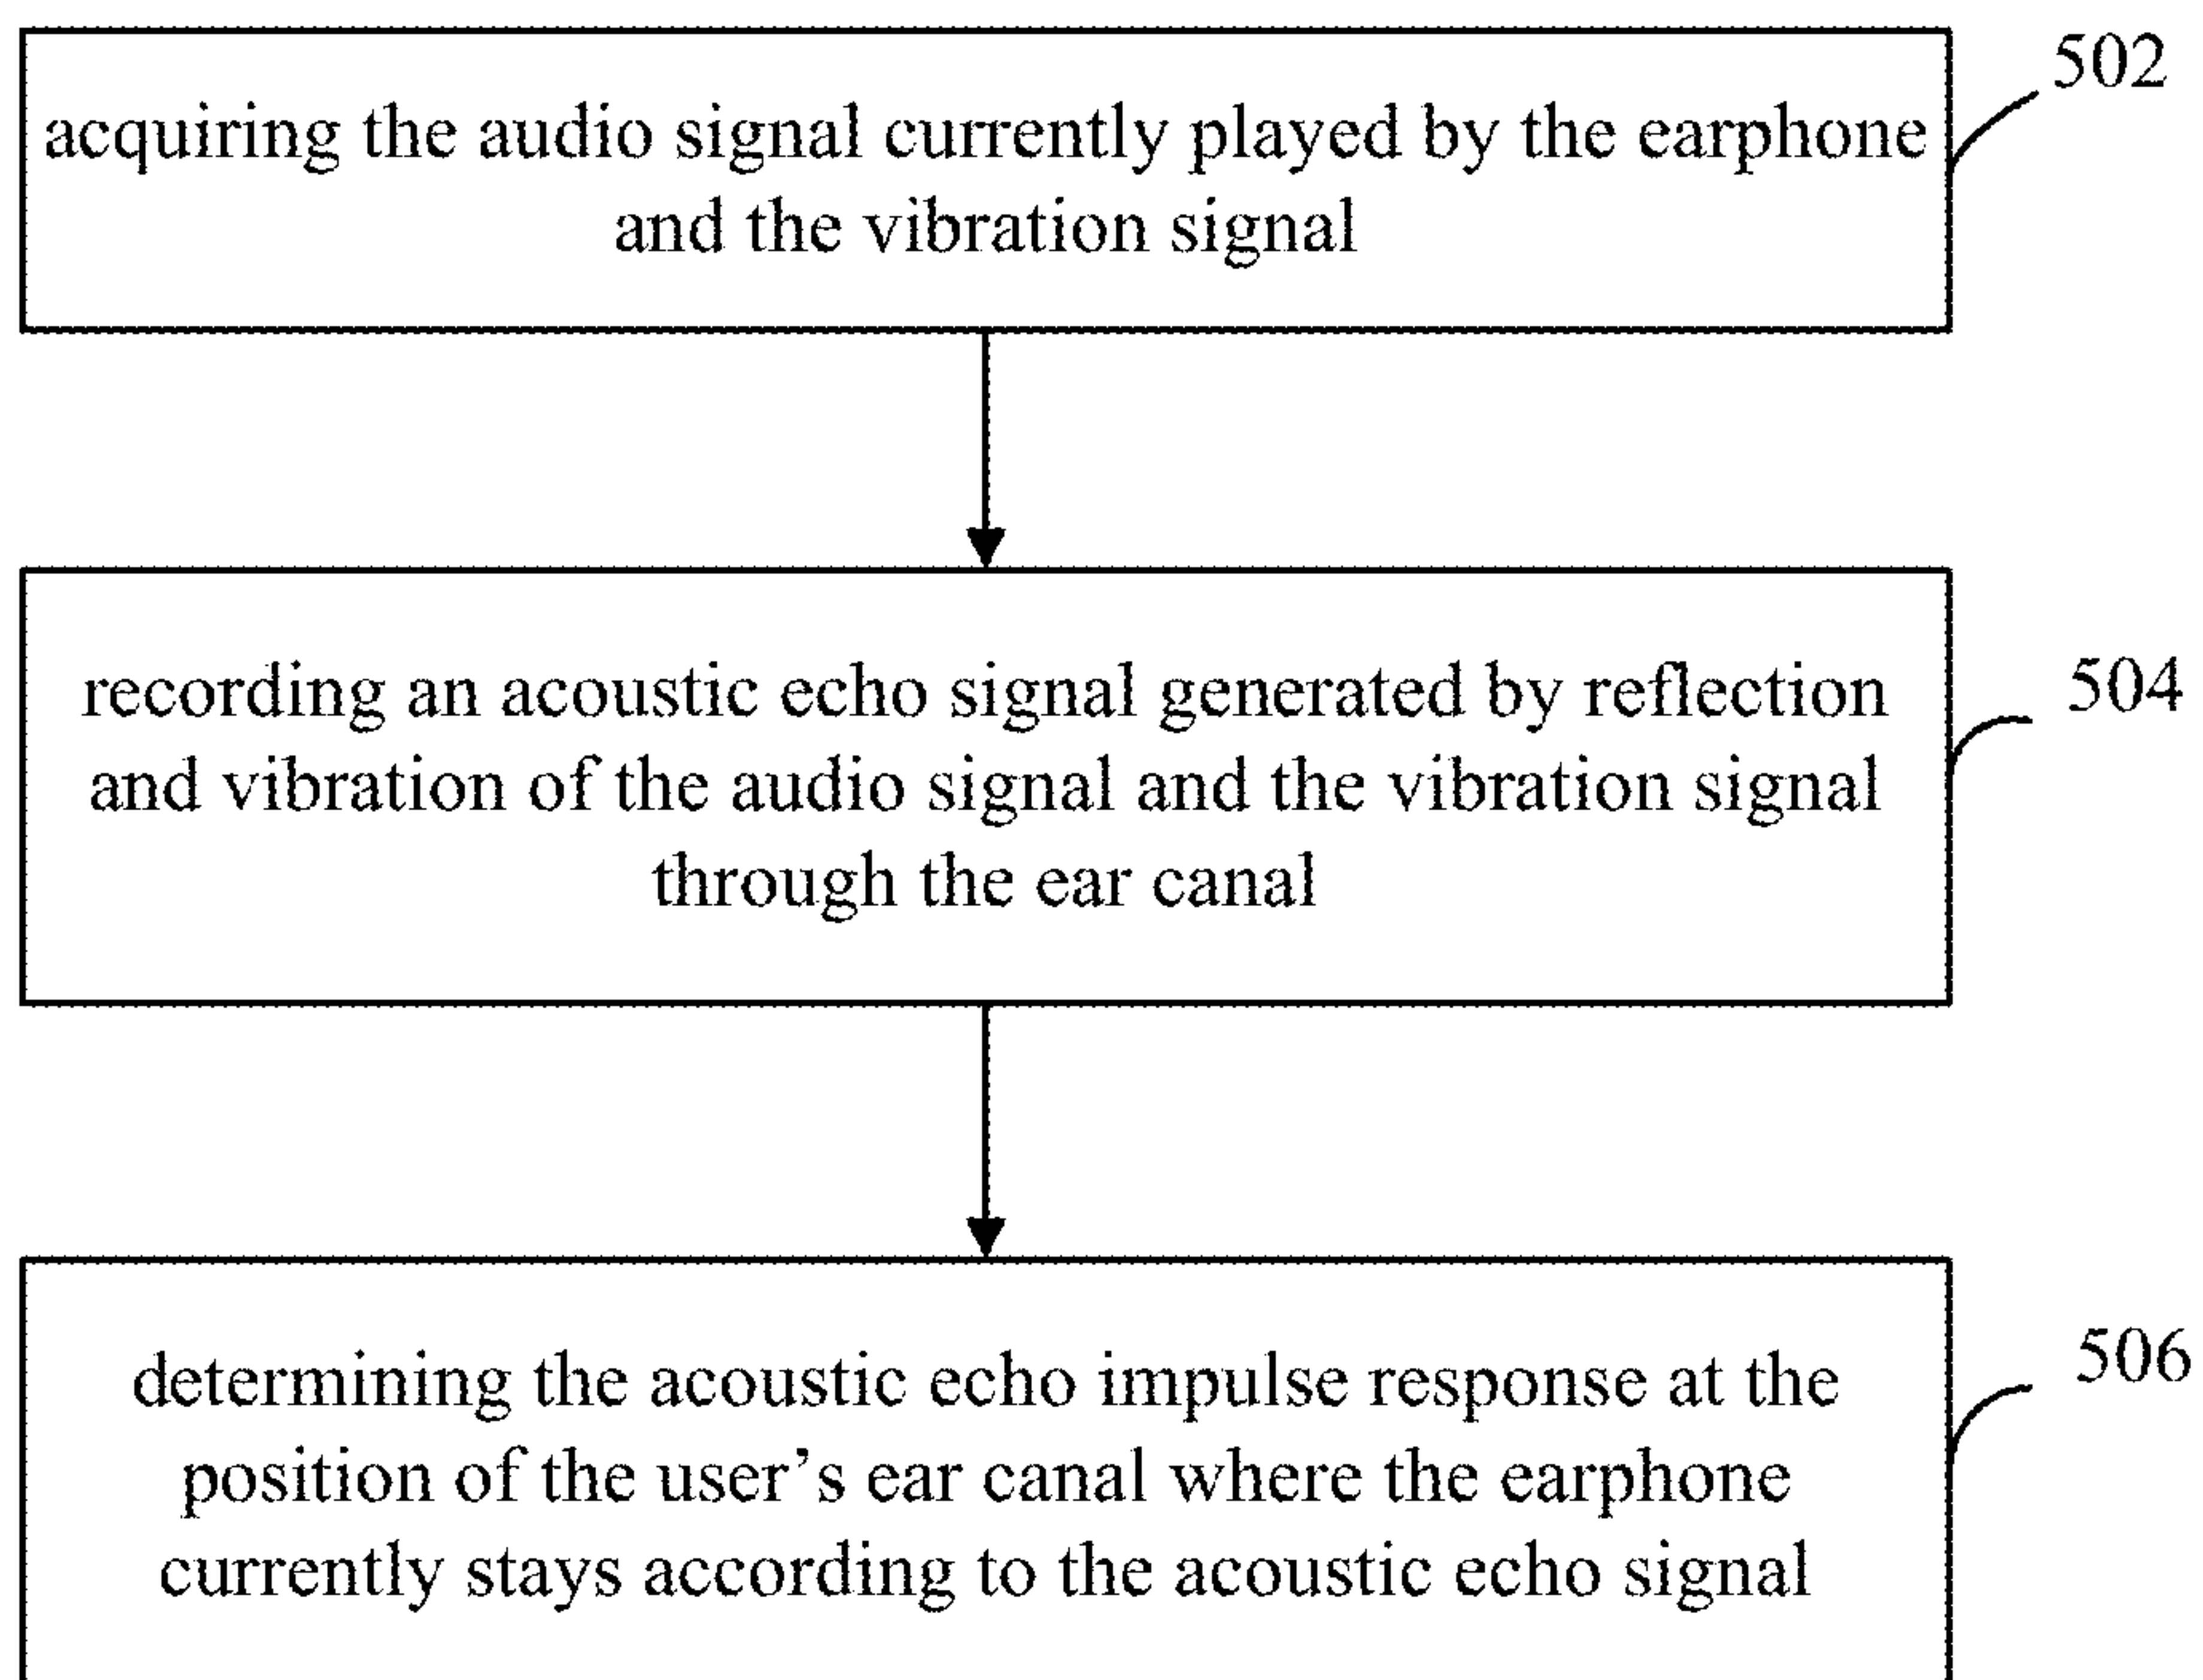 502
acquiring the audio signal currently played by the earphone
and the vibration signal
504
recording an acoustic echo signal generated by reflection
and vibration of the audio signal and the vibration signal
through the ear canal
506
determining the acoustic echo impulse response at the
position of the user’s ear canal where the earphone
currently stays according to the acoustic echo signal